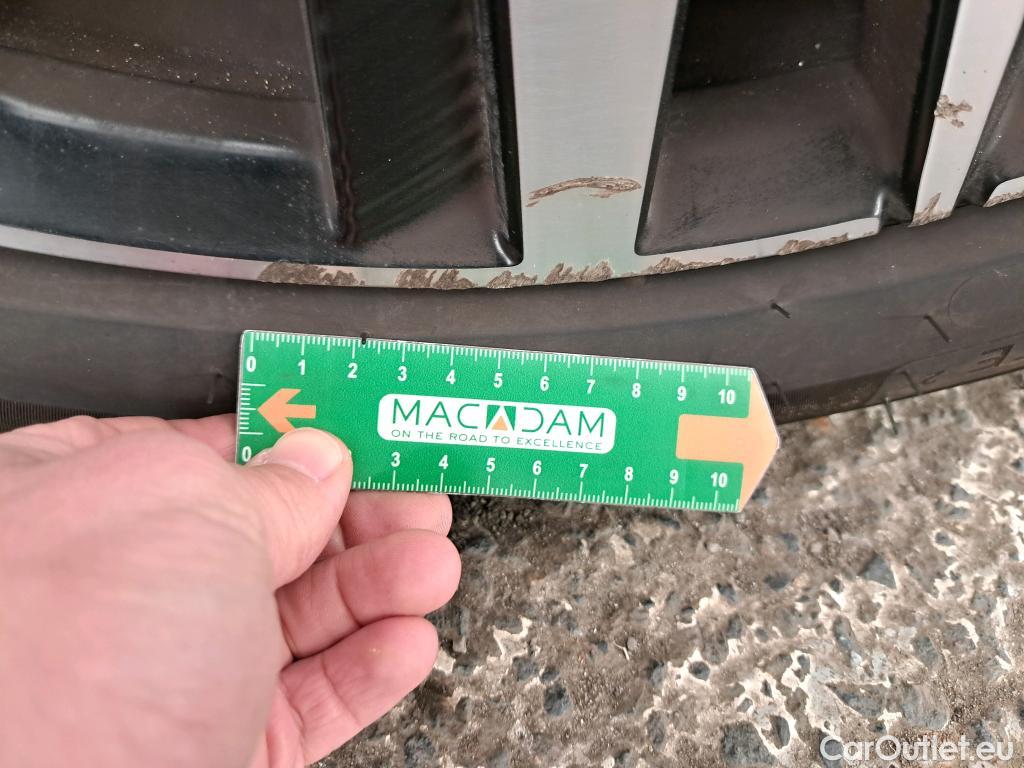 0 1 2 3 4 5 6 7 8 9 10
MACADAM
ON THE ROAD TO EXCELLENCE
0 3 4 5 6 7 8 9 10
CarOutlet.eu